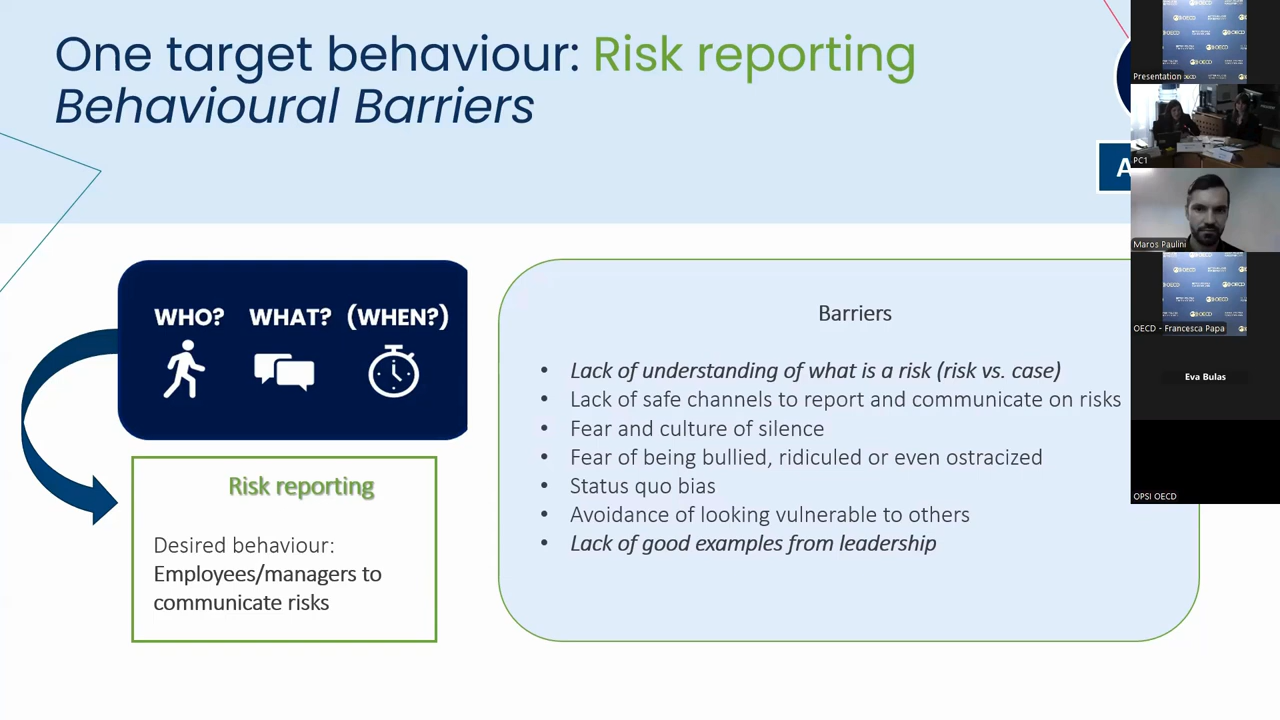 One target behaviour: Risk reporting
Behavioural Barriers
A
WHO? WHAT? (WHEN?)
Risk reporting
Desired behaviour:
Employees/managers to
communicate risks
Barriers
• Lack of understanding of what is a risk (risk vs. case)
• Lack of safe channels to report and communicate on risks
• Fear and culture of silence
• Fear of being bullied, ridiculed or even ostracized
• Status quo bias
• Avoidance of looking vulnerable to others
• Lack of good examples from leadership
Presentation
PC1
Maros Paulini
OECD - Francesca Papa
Eva Bulas
OPSI OECD